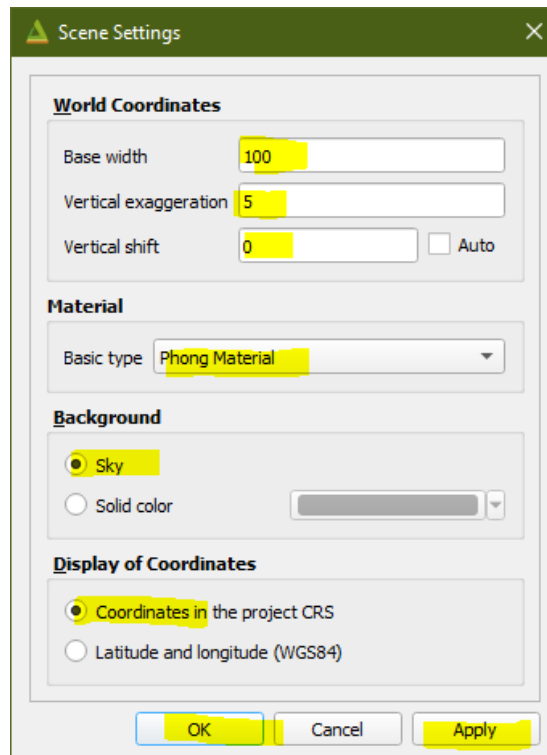 Scene Settings
World Coordinates
Base width 100
Vertical exaggeration 5
Vertical shift 0 Auto
Material
Basic type Phong Material
Background
Sky
Solid color
Display of Coordinates
Coordinates in the project CRS
Latitude and longitude (WGS84)
OK Cancel Apply